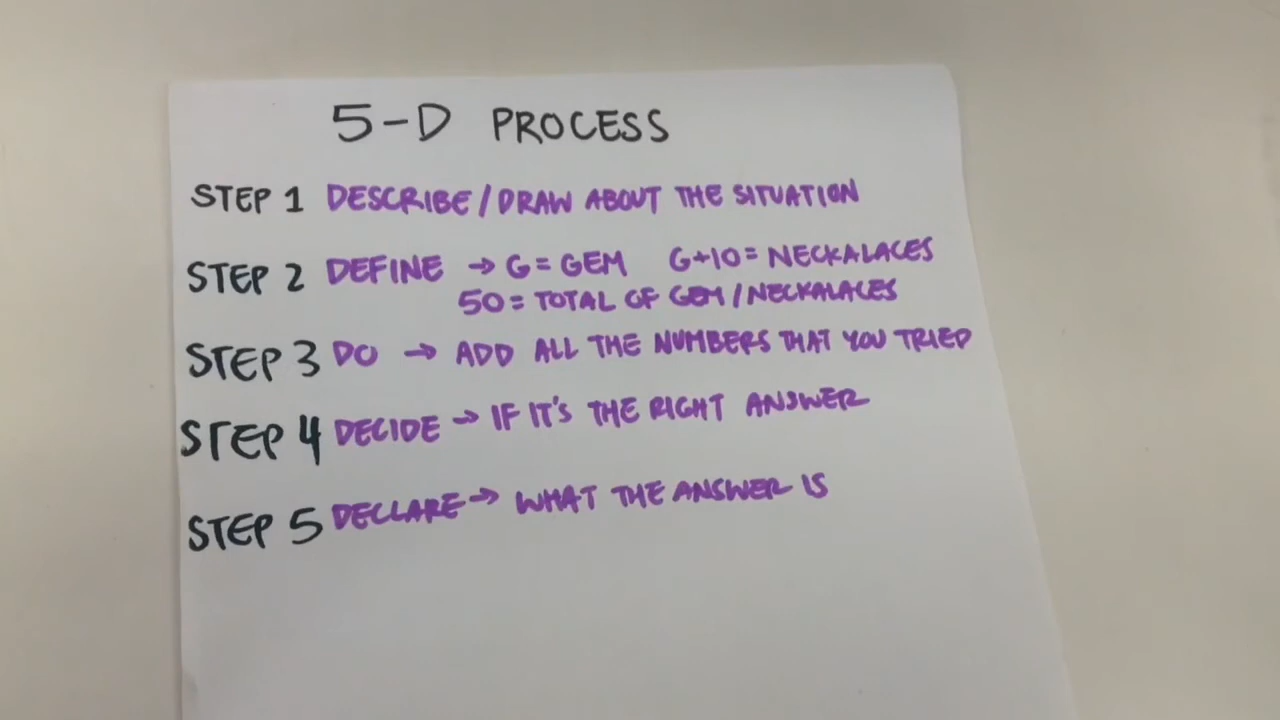 5-D PROCESS
STEP 1 DESCRIBE/DRAW ABOUT THE SITUATION
STEP 2 DEFINE → G = GEM G+10 = NECKALACES
50 = TOTAL OF GEM/NECKALACES
STEP 3 DO → ADD ALL THE NUMBERS THAT YOU TRIED
STEP 4 DECIDE → IF IT'S THE RIGHT ANSWER
STEP 5 DECLARE → WHAT THE ANSWER IS